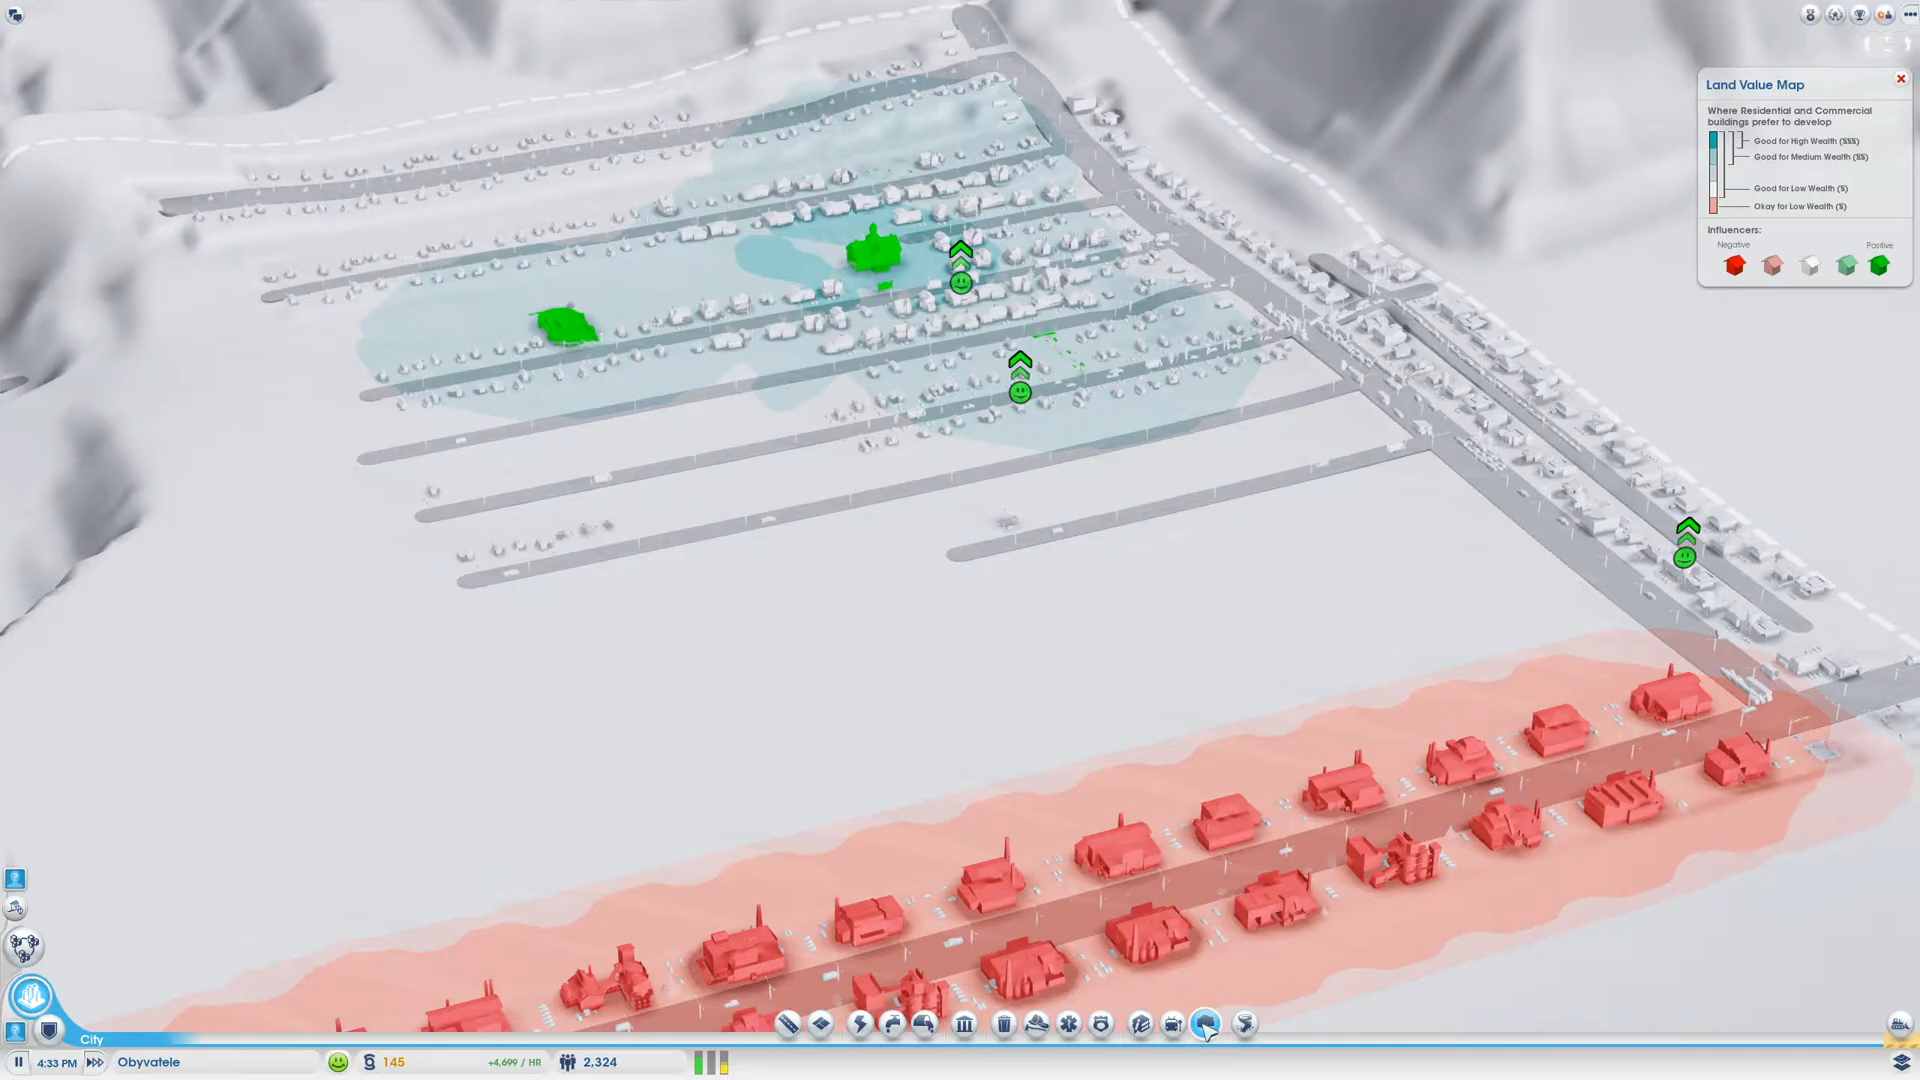 Land Value Map
Where Residential and Commercial
buildings prefer to develop
Good for High Wealth ($$$)
Good for Medium Wealth ($$)
Good for Low Wealth ($)
Okay for Low Wealth ($)
Influencers:
Negative
Positive
City
4:33 PM
Obyvatele
145
+4,699 / HR
2,324